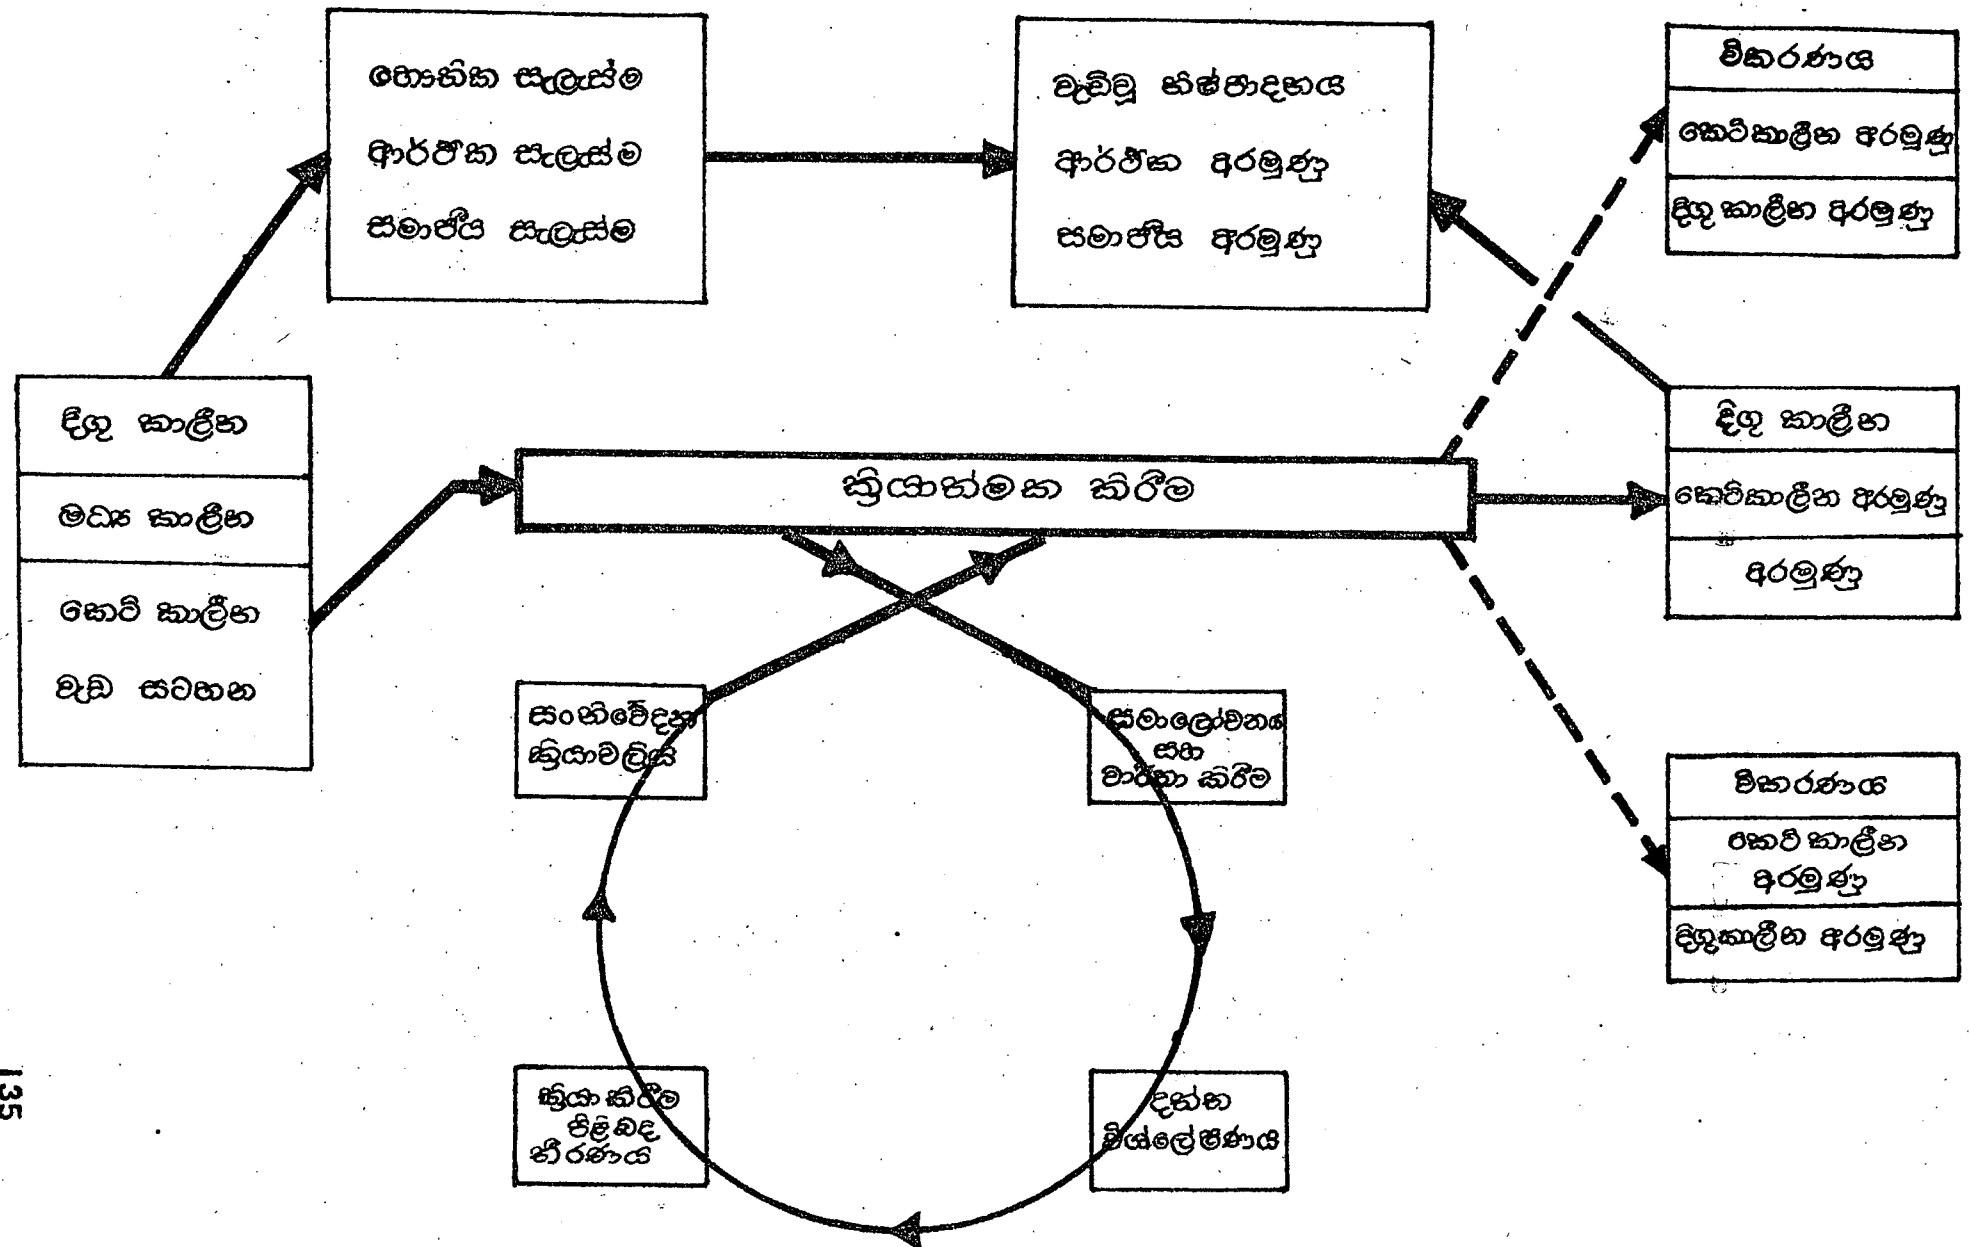 භෞතික සැලැස්ම
ආර්ථික සැලැස්ම
සමාජීය සැලැස්ම
වැඩිවූ නිෂ්පාදනය
ආර්ථික අරමුණු
සමාජීය අරමුණු
විකරණය
කෙටිකාලීන අරමුණු
දිගුකාලීන අරමුණු
දිගු කාලීන
මධ්‍ය කාලීන
කෙටි කාලීන
වැඩ සටහන
ක්‍රියාත්මක කිරීම
දිගු කාලීන
කෙටිකාලීන අරමුණු
අරමුණු
සංනිවේදන
ක්‍රියාවලිය
සමාලෝචනය
සහ
වාර්තා කිරීම
විකරණය
කෙටි කාලීන
අරමුණු
දිගුකාලීන අරමුණු
ක්‍රියා කිරීම
පිළිබඳ
තීරණය
දත්ත
විශ්ලේෂණය
135